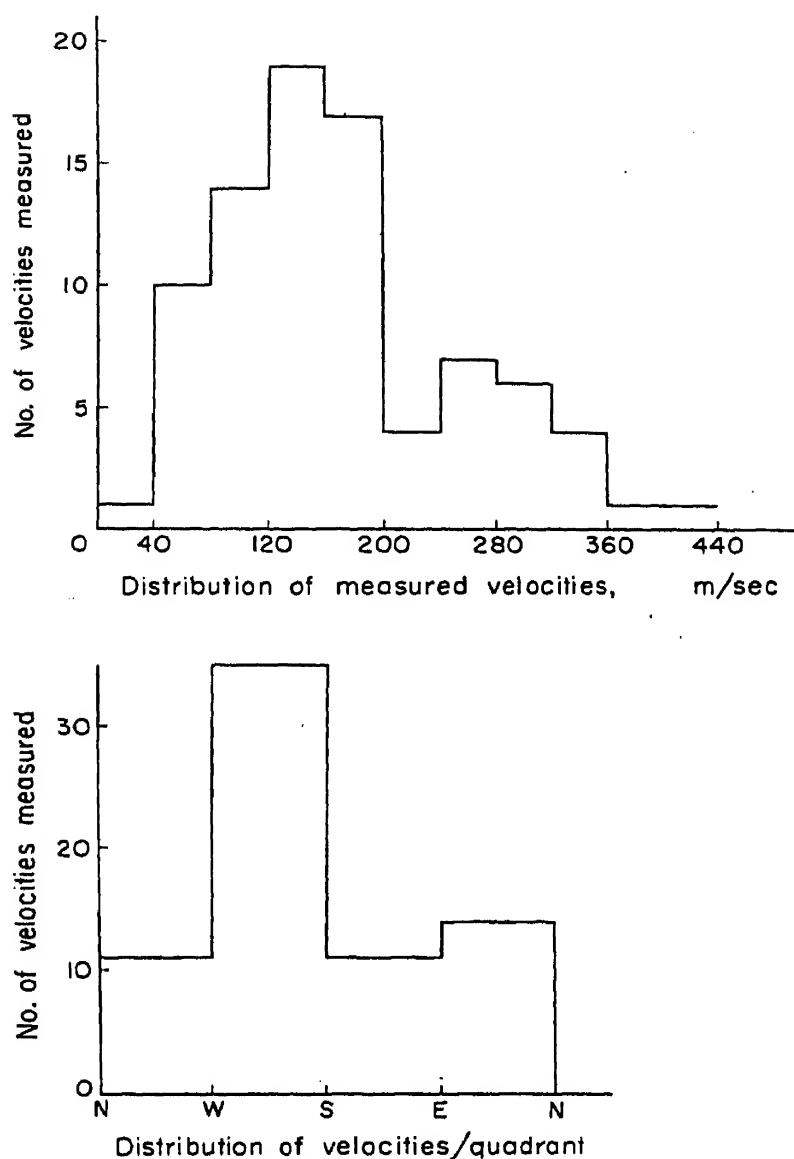 20
15
10
5
0 40 120 200 280 360 440
No. of velocities measured
Distribution of measured velocities, m/sec
30
20
10
0
N W S E N
No. of velocities measured
Distribution of velocities/quadrant